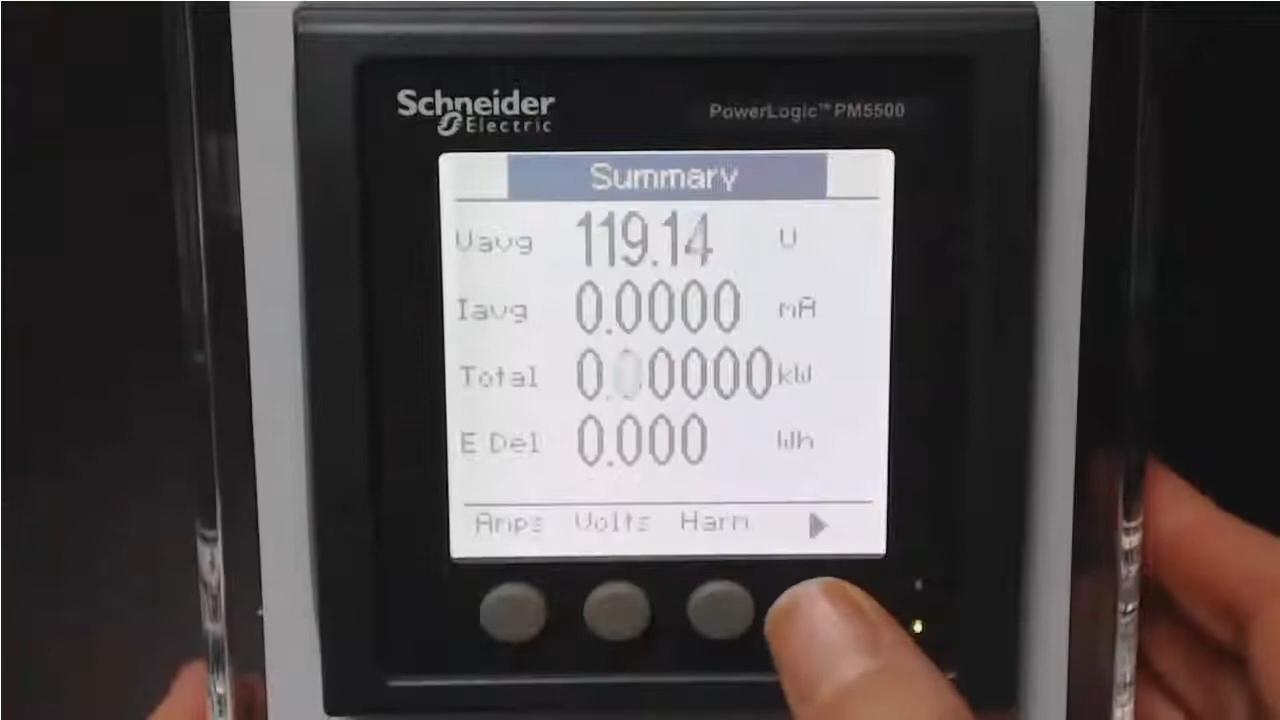 Schneider
Electric
PowerLogic™ PM5500
Summary
Vavg 119.14 V
Iavg 0.0000 mA
Total 0.00000 kW
E Del 0.000 Wh
Amps Volts Harm